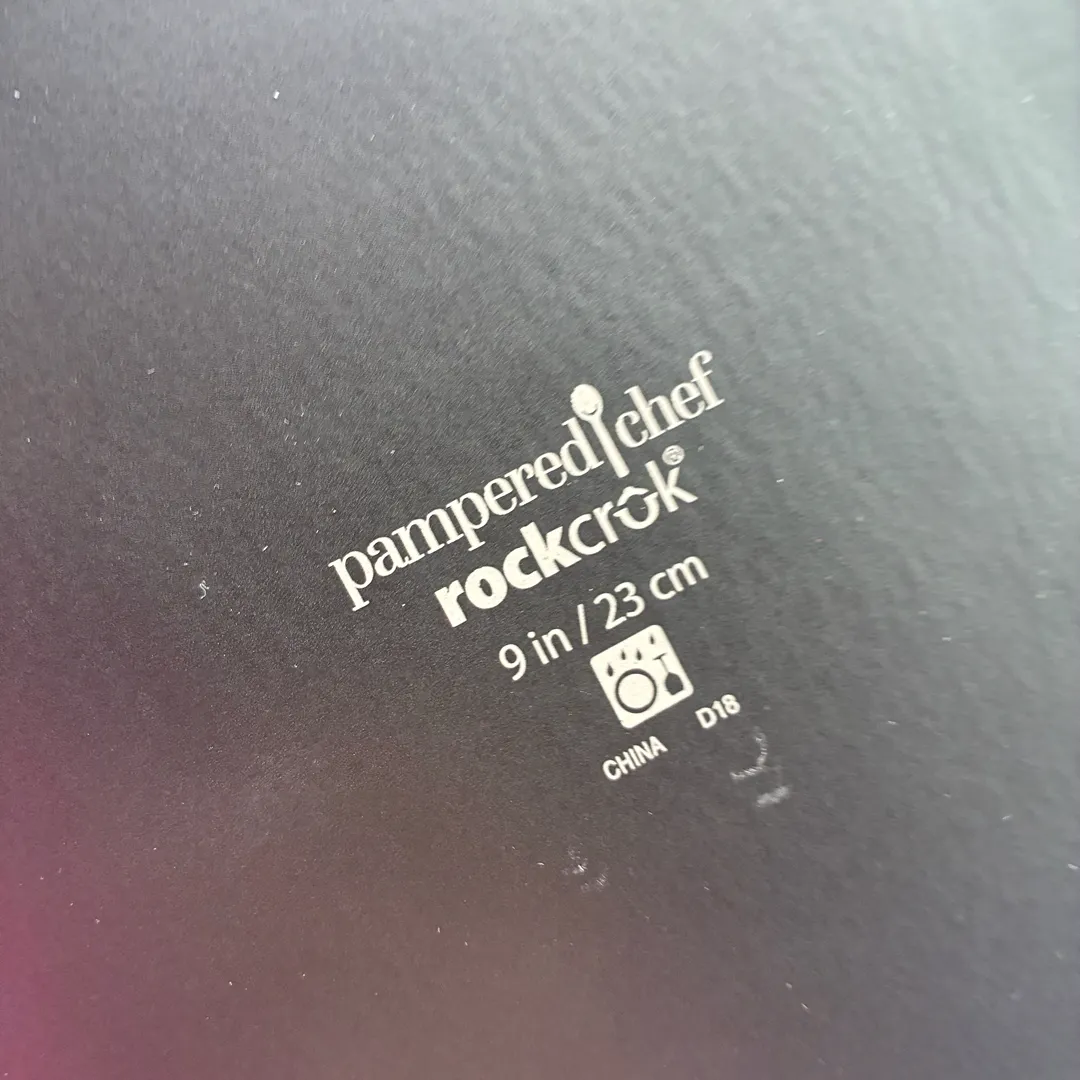 pampered chef
rockcrok®
9 in / 23 cm
CHINA D18